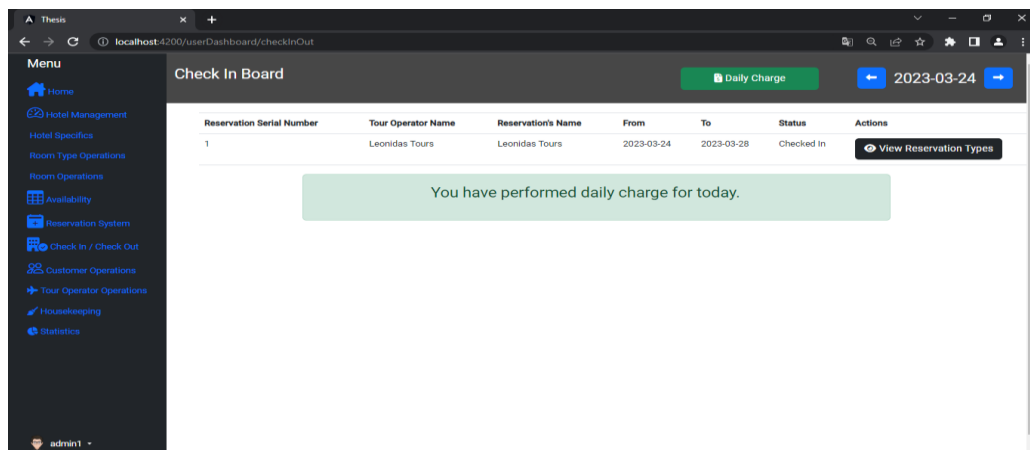 Thesis
localhost:4200/userDashboard/checkInOut
Menu
Home
Hotel Management
Hotel Specifics
Room Type Operations
Room Operations
Availability
Reservation System
Check In / Check Out
Customer Operations
Tour Operator Operations
Housekeeping
Statistics
admin1
Check In Board
Daily Charge
2023-03-24
Reservation Serial Number Tour Operator Name Reservation's Name From To Status Actions
1 Leonidas Tours Leonidas Tours 2023-03-24 2023-03-28 Checked In View Reservation Types
You have performed daily charge for today.